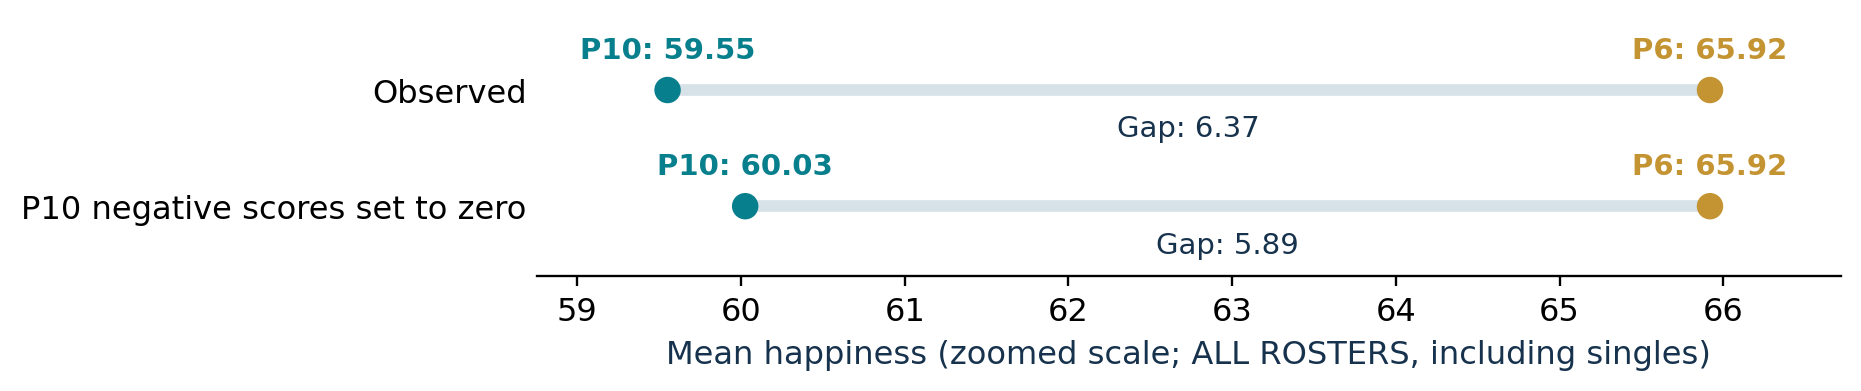 P10: 59.55 P6: 65.92
Observed
Gap: 6.37
P10: 60.03 P6: 65.92
P10 negative scores set to zero
Gap: 5.89
59 60 61 62 63 64 65 66
Mean happiness (zoomed scale; ALL ROSTERS, including singles)